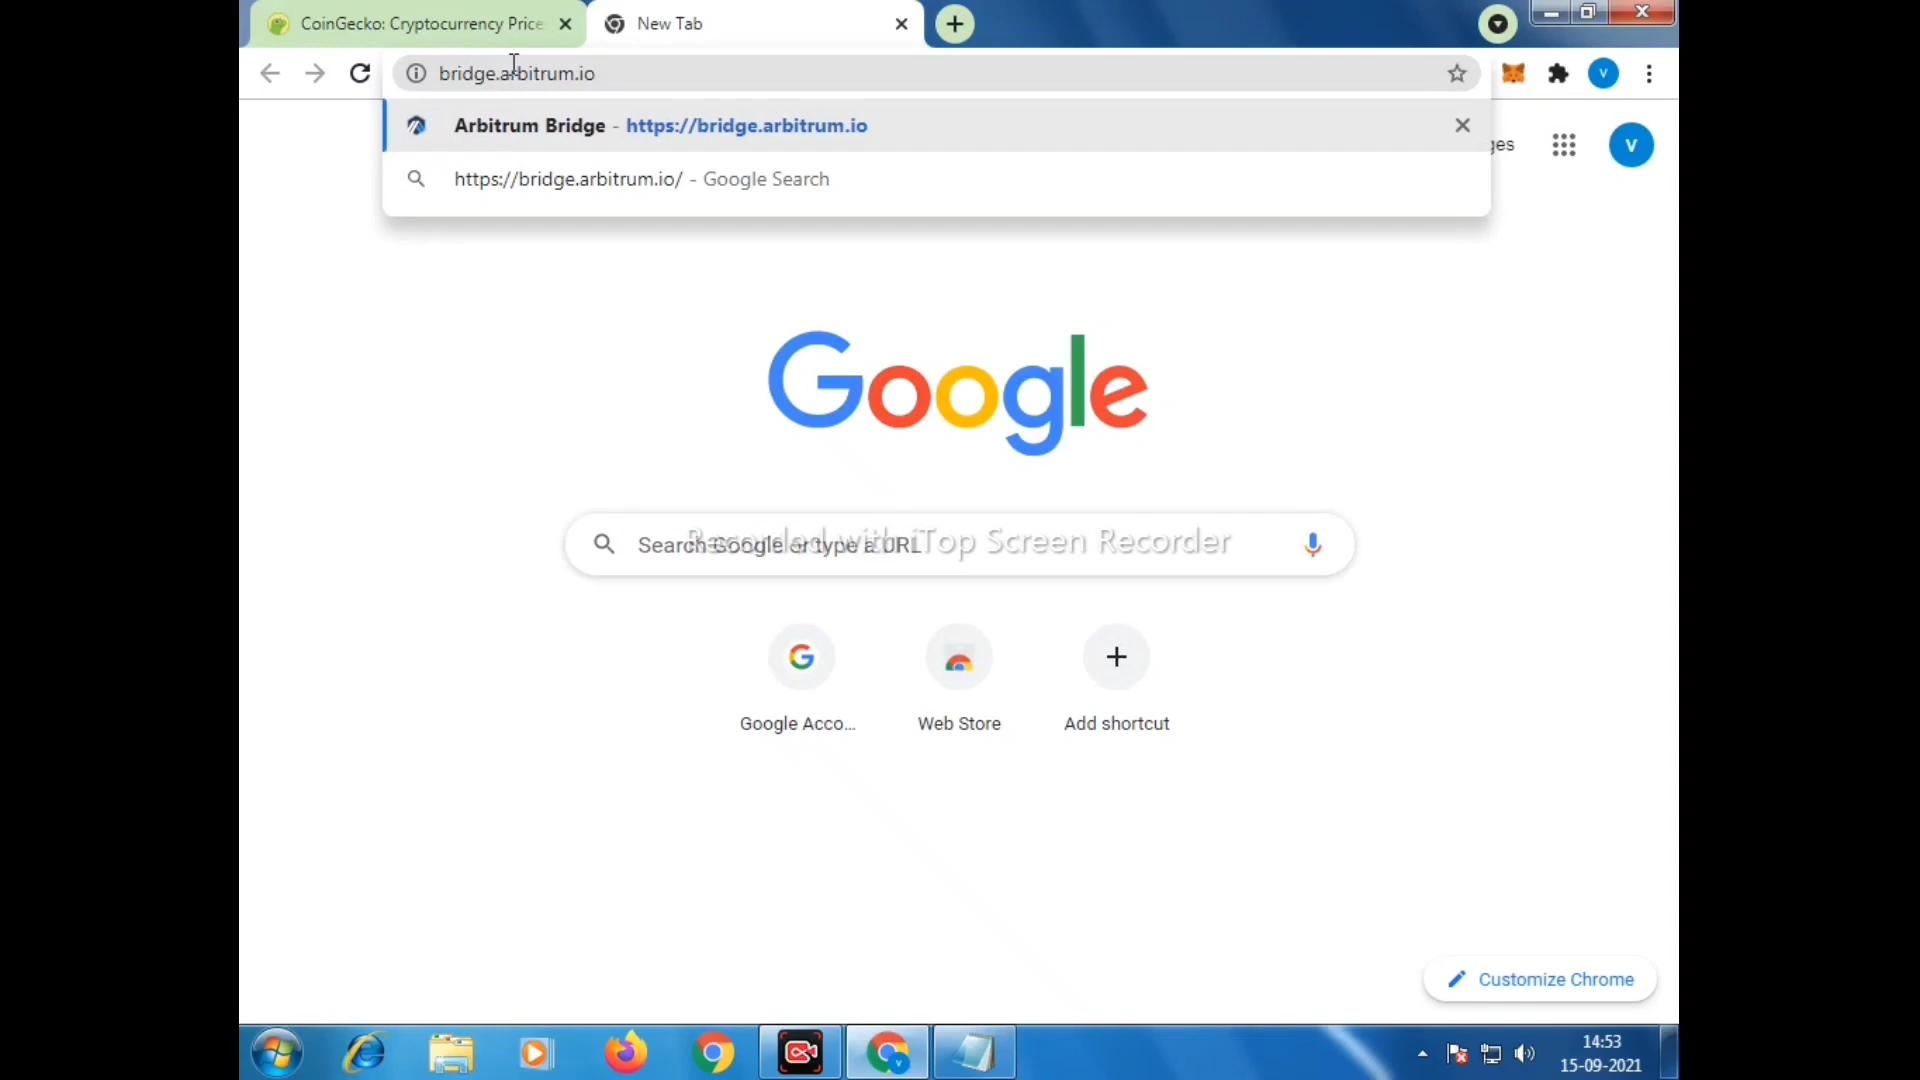 CoinGecko: Cryptocurrency Price
New Tab
bridge.arbitrum.io
V
Arbitrum Bridge - https://bridge.arbitrum.io
https://bridge.arbitrum.io/ - Google Search
ges
V
Google
Search Google or type a URL
Recorded with iTop Screen Recorder
Google Acco...
Web Store
Add shortcut
Customize Chrome
14:53
15-09-2021